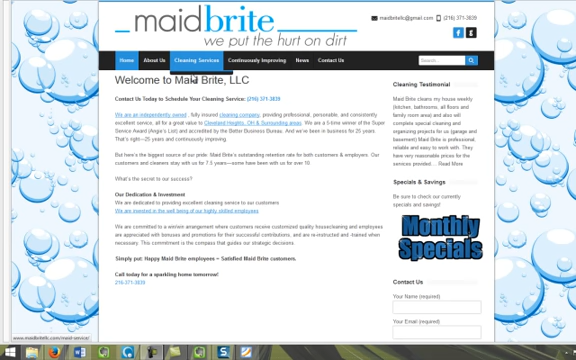 maidbrite
we put the hurt on dirt
maidbritellc@gmail.com (216) 371-3839
Home About Us Cleaning Services Continuously Improving News Contact Us
Search...
Welcome to Maid Brite, LLC
Contact Us Today to Schedule Your Cleaning Service: (216) 371-3839
We are an independently owned, fully insured cleaning company, providing professional, personable, and consistently
excellent service, all for a great value to Cleveland Heights, OH & Surrounding areas. We are a 5-time winner of the Super
Service Award (Angie's List) and accredited by the Better Business Bureau. And we've been in business for 25 years.
That's right--25 years and continuously improving.
But here's the biggest source of our pride: Maid Brite's outstanding retention rate for both customers & employees. Our
customers and cleaners stay with us for 7.5 years—some have been with us for over 10.
What's the secret to our success?
Our Dedication & Investment
We are dedicated to providing excellent cleaning service to our customers
We are invested in the well being of our highly-skilled employees
We are committed to a win/win arrangement where customers receive customized quality housecleaning and employees
are appreciated with bonuses and promotions for their successful contributions, and are re-instructed and -trained when
necessary. This commitment is the compass that guides our strategic decisions.
Simply put: Happy Maid Brite employees = Satisfied Maid Brite customers.
Call today for a sparkling home tomorrow!
216-371-3839
Cleaning Testimonial
Maid Brite cleans my house weekly
(kitchen, bathrooms, all floors and
family room area) and also will
complete special cleaning and
organizing projects for us (garage and
basement) Maid Brite is professional,
reliable and easy to work with. They
have very reasonable prices for the
services provided. ... Read More
Specials & Savings
Be sure to check our monthly
specials and savings!
Monthly
Specials
Contact Us
Your Name (required)
Your Email (required)
www.maidbritellc.com/maid-service/